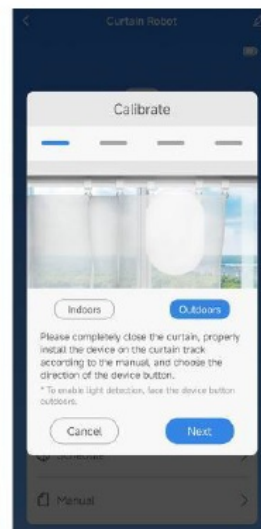 Curtain Robot
Calibrate
Indoors
Outdoors
Please completely close the curtain, properly
install the device on the curtain track
according to the manual, and choose the
direction of the device button.
* To enable light detection, face the device button
outdoors.
Cancel
Next
Schedule
Manual